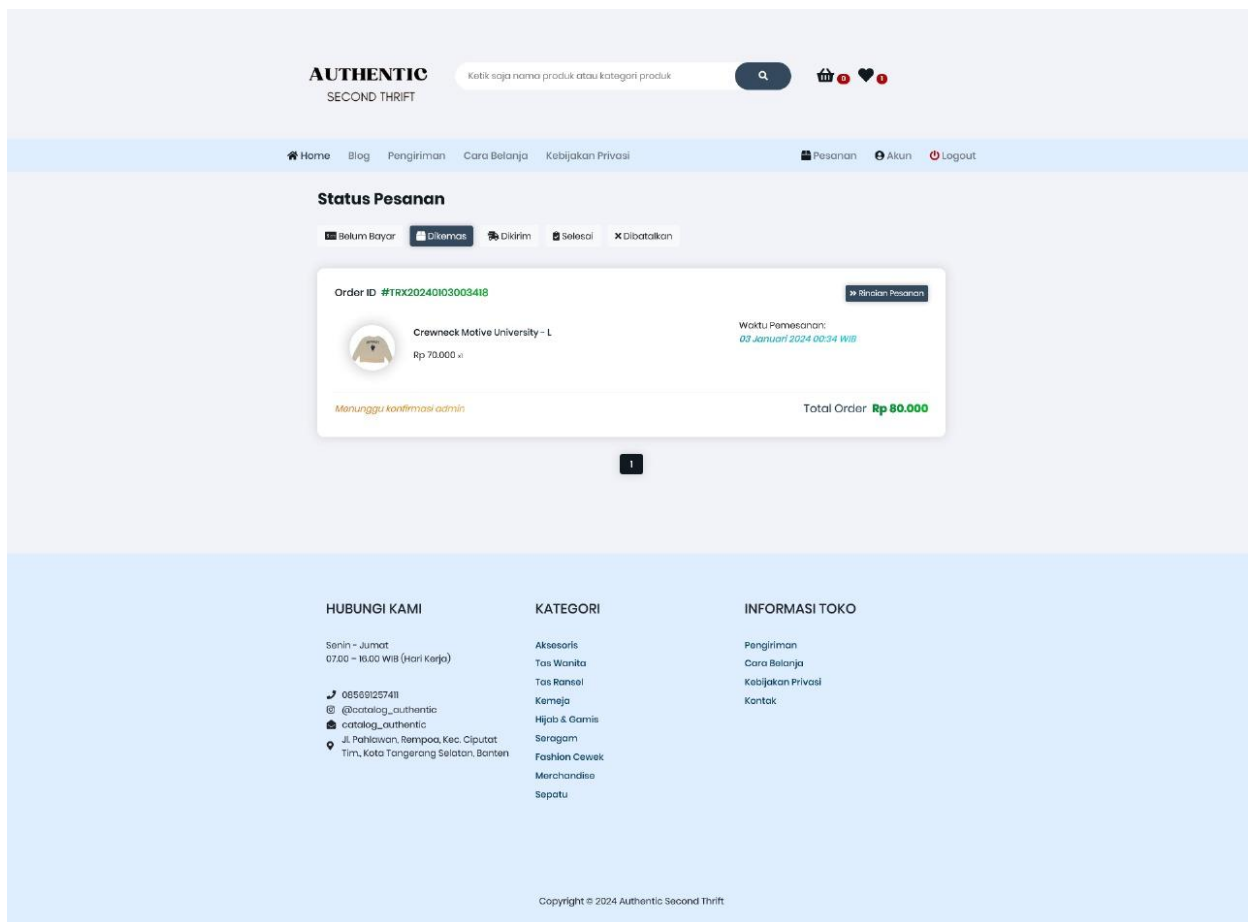 AUTHENTIC
SECOND THRIFT
Ketik saja nama produk atau kategori produk
0
0
Home Blog Pengiriman Cara Belanja Kebijakan Privasi Pesanan Akun Logout
Status Pesanan
Belum Bayar Dikemas Dikirim Selesai Dibatalkan
Order ID #TRX20240103003418
Rincian Pesanan
Crewneck Motive University - L
Rp 70.000 x1
Waktu Pemesanan:
03 Januari 2024 00:34 WIB
Menunggu konfirmasi admin
Total Order Rp 80.000
1
HUBUNGI KAMI
Senin - Jumat
07.00 – 16.00 WIB (Hari Kerja)
085691257411
@catalog_authentic
catalog_authentic
Jl. Pahlawan, Rempoa, Kec. Ciputat
Tim., Kota Tangerang Selatan, Banten
KATEGORI
Aksesoris
Tas Wanita
Tas Ransel
Kemeja
Hijab & Gamis
Seragam
Fashion Cewek
Merchandise
Sepatu
INFORMASI TOKO
Pengiriman
Cara Belanja
Kebijakan Privasi
Kontak
Copyright © 2024 Authentic Second Thrift